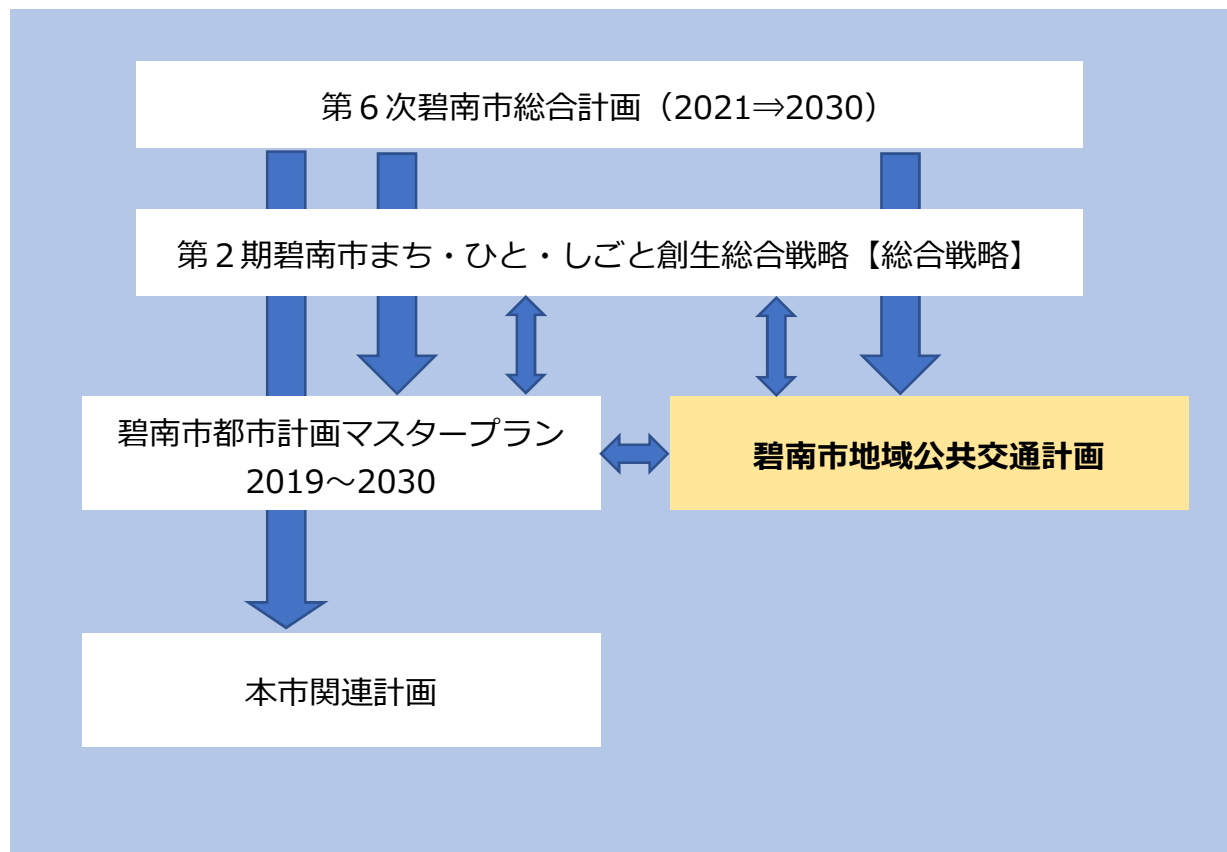 第６次碧南市総合計画（2021⇒2030）
第２期碧南市まち・ひと・しごと創生総合戦略【総合戦略】
碧南市都市計画マスタープラン
2019～2030
碧南市地域公共交通計画
本市関連計画